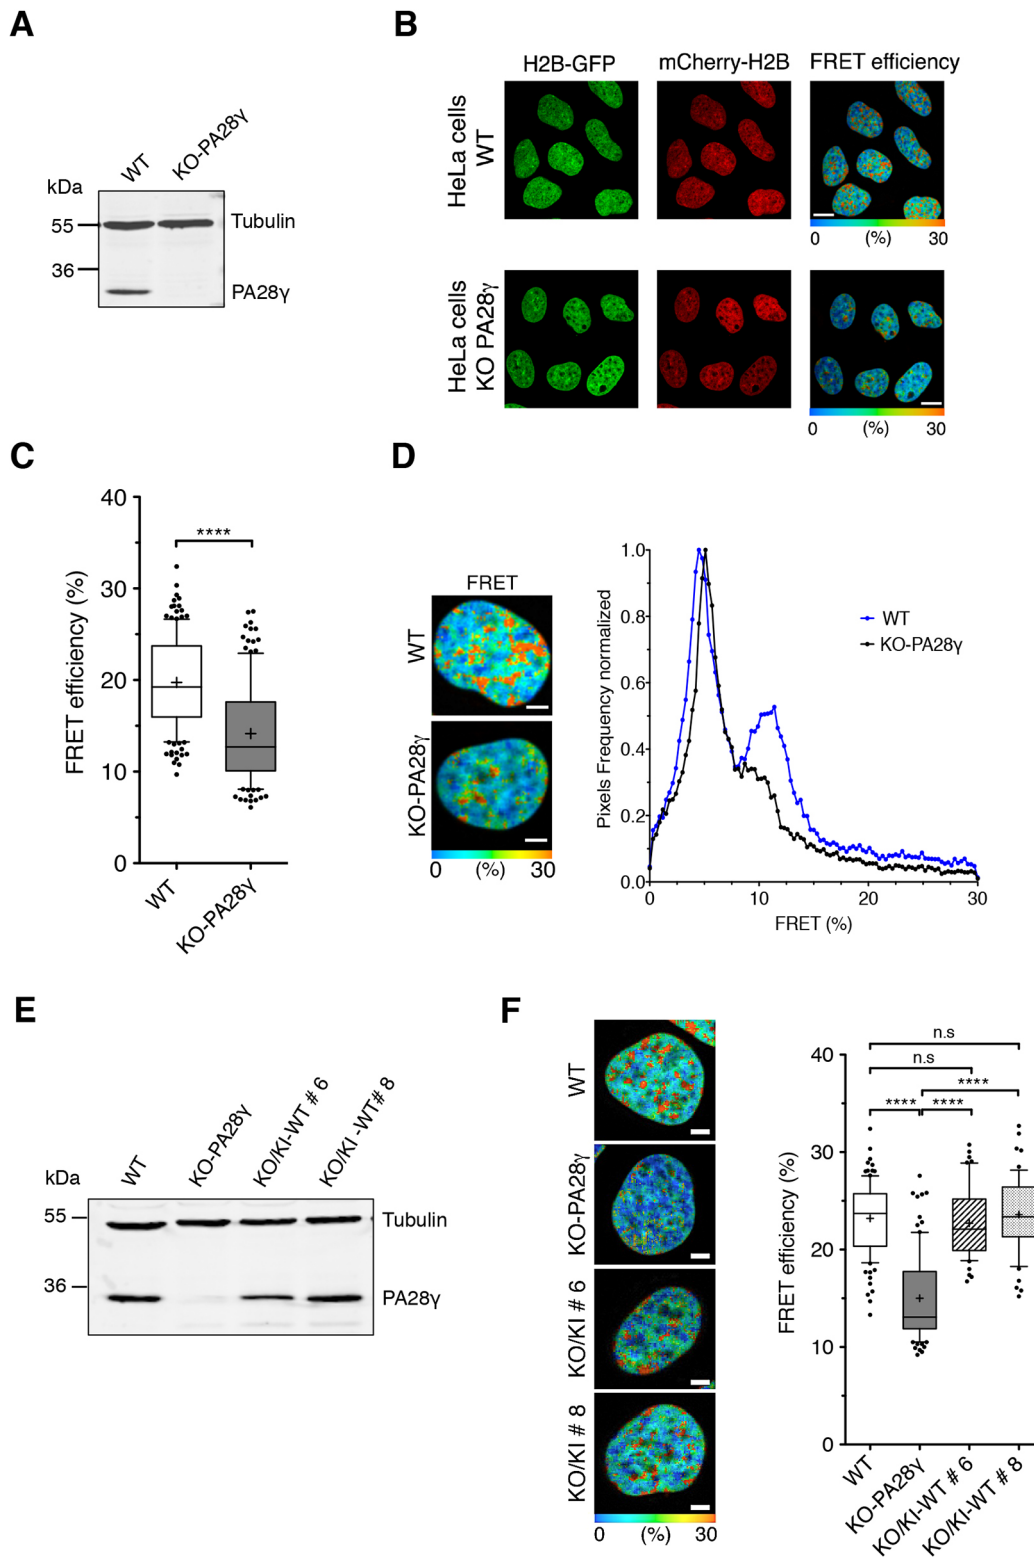 A
WT
KO-PA28γ
kDa
55
36
Tubulin
PA28γ
B
H2B-GFP
mCherry-H2B
FRET efficiency
HeLa cells
WT
0 (%) 30
HeLa cells
KO PA28γ
0 (%) 30
C
FRET efficiency (%)
40
30
20
10
0
****
WT
KO-PA28γ
D
FRET
WT
KO-PA28γ
0 (%) 30
Pixels Frequency normalized
1.0
0.8
0.6
0.4
0.2
0.0
0 10 20 30
FRET (%)
WT
KO-PA28γ
E
WT
KO-PA28γ
KO/KI-WT # 6
KO/KI -WT# 8
kDa
55
36
Tubulin
PA28γ
F
WT
KO-PA28γ
KO/KI # 6
KO/KI # 8
0 (%) 30
FRET efficiency (%)
40
30
20
10
0
n.s
n.s
****
**** ****
WT
KO-PA28γ
KO/KI-WT # 6
KO/KI-WT # 8